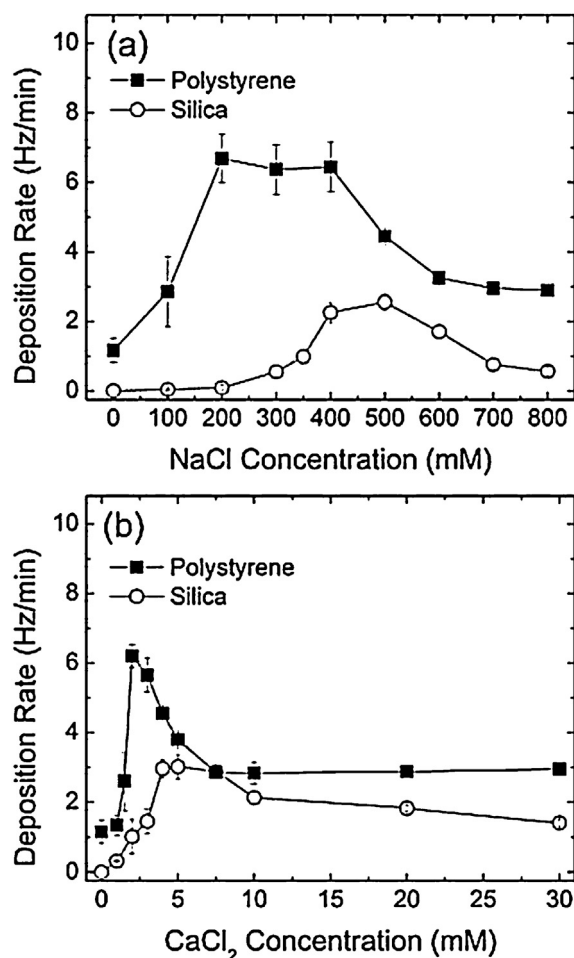 (a)
Polystyrene
Silica
Deposition Rate (Hz/min)
10
8
6
4
2
0
0 100 200 300 400 500 600 700 800
NaCl Concentration (mM)
(b)
Polystyrene
Silica
Deposition Rate (Hz/min)
10
8
6
4
2
0
0 5 10 15 20 25 30
CaCl₂ Concentration (mM)